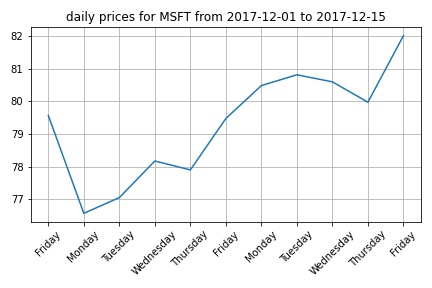 daily prices for MSFT from 2017-12-01 to 2017-12-15
82
81
80
79
78
77
Friday
Monday
Tuesday
Wednesday
Thursday
Friday
Monday
Tuesday
Wednesday
Thursday
Friday